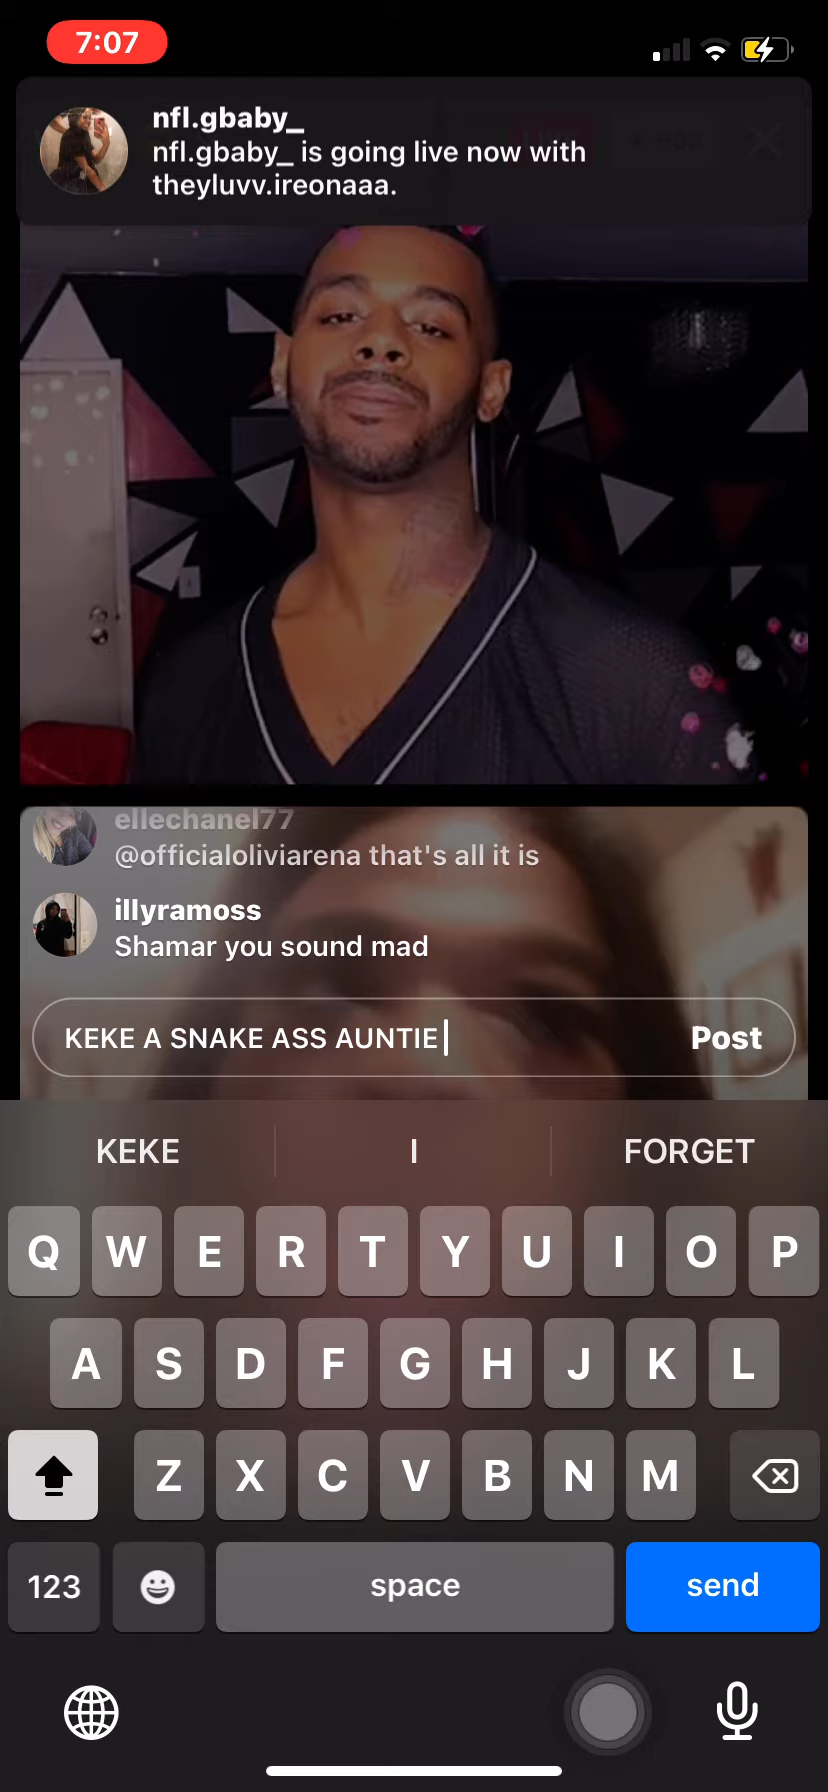 7:07
nfl.gbaby_
nfl.gbaby_ is going live now with
theyluvv.ireonaaa.
ellechanel77
@officialoliviarena that's all it is
illyramoss
Shamar you sound mad
KEKE A SNAKE ASS AUNTIE
Post
KEKE
I
FORGET
Q W E R T Y U I O P
A S D F G H J K L
Z X C V B N M
123
space
send